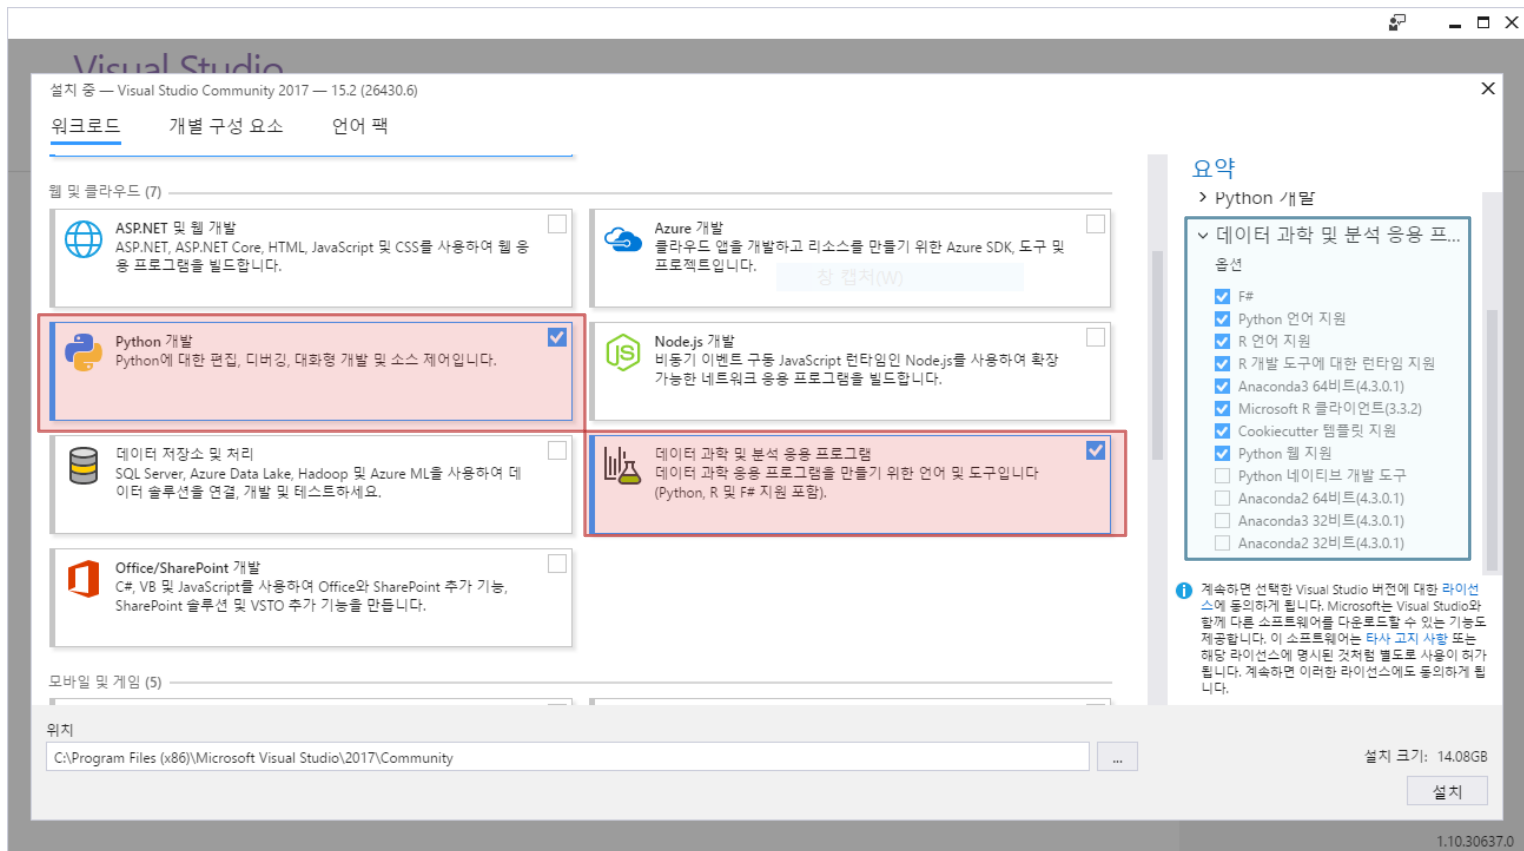 Visual Studio
설치 중 — Visual Studio Community 2017 — 15.2 (26430.6)
워크로드
개별 구성 요소
언어 팩
웹 및 클라우드 (7)
ASP.NET 및 웹 개발
ASP.NET, ASP.NET Core, HTML, JavaScript 및 CSS를 사용하여 웹 응
용 프로그램을 빌드합니다.
Azure 개발
클라우드 앱을 개발하고 리소스를 만들기 위한 Azure SDK, 도구 및
프로젝트입니다.
창 캡처(W)
Python 개발
Python에 대한 편집, 디버깅, 대화형 개발 및 소스 제어입니다.
Node.js 개발
비동기 이벤트 구동 JavaScript 런타임인 Node.js를 사용하여 확장
가능한 네트워크 응용 프로그램을 빌드합니다.
데이터 저장소 및 처리
SQL Server, Azure Data Lake, Hadoop 및 Azure ML을 사용하여 데
이터 솔루션을 연결, 개발 및 테스트하세요.
데이터 과학 및 분석 응용 프로그램
데이터 과학 응용 프로그램을 만들기 위한 언어 및 도구입니다
(Python, R 및 F# 지원 포함).
Office/SharePoint 개발
C#, VB 및 JavaScript를 사용하여 Office와 SharePoint 추가 기능,
SharePoint 솔루션 및 VSTO 추가 기능을 만듭니다.
모바일 및 게임 (5)
요약
Python 개발
데이터 과학 및 분석 응용 프...
옵션
F#
Python 언어 지원
R 언어 지원
R 개발 도구에 대한 런타임 지원
Anaconda3 64비트(4.3.0.1)
Microsoft R 클라이언트(3.3.2)
Cookiecutter 템플릿 지원
Python 웹 지원
Python 네이티브 개발 도구
Anaconda2 64비트(4.3.0.1)
Anaconda3 32비트(4.3.0.1)
Anaconda2 32비트(4.3.0.1)
계속하면 선택한 Visual Studio 버전에 대한 라이선
스에 동의하게 됩니다. Microsoft는 Visual Studio와
함께 다른 소프트웨어를 다운로드할 수 있는 기능도
제공합니다. 이 소프트웨어는 타사 고지 사항 또는
해당 라이선스에 명시된 것처럼 별도로 사용이 허가
됩니다. 계속하면 이러한 라이선스에도 동의하게 됩
니다.
위치
C:\Program Files (x86)\Microsoft Visual Studio\2017\Community
...
설치 크기: 14.08GB
설치
1.10.30637.0